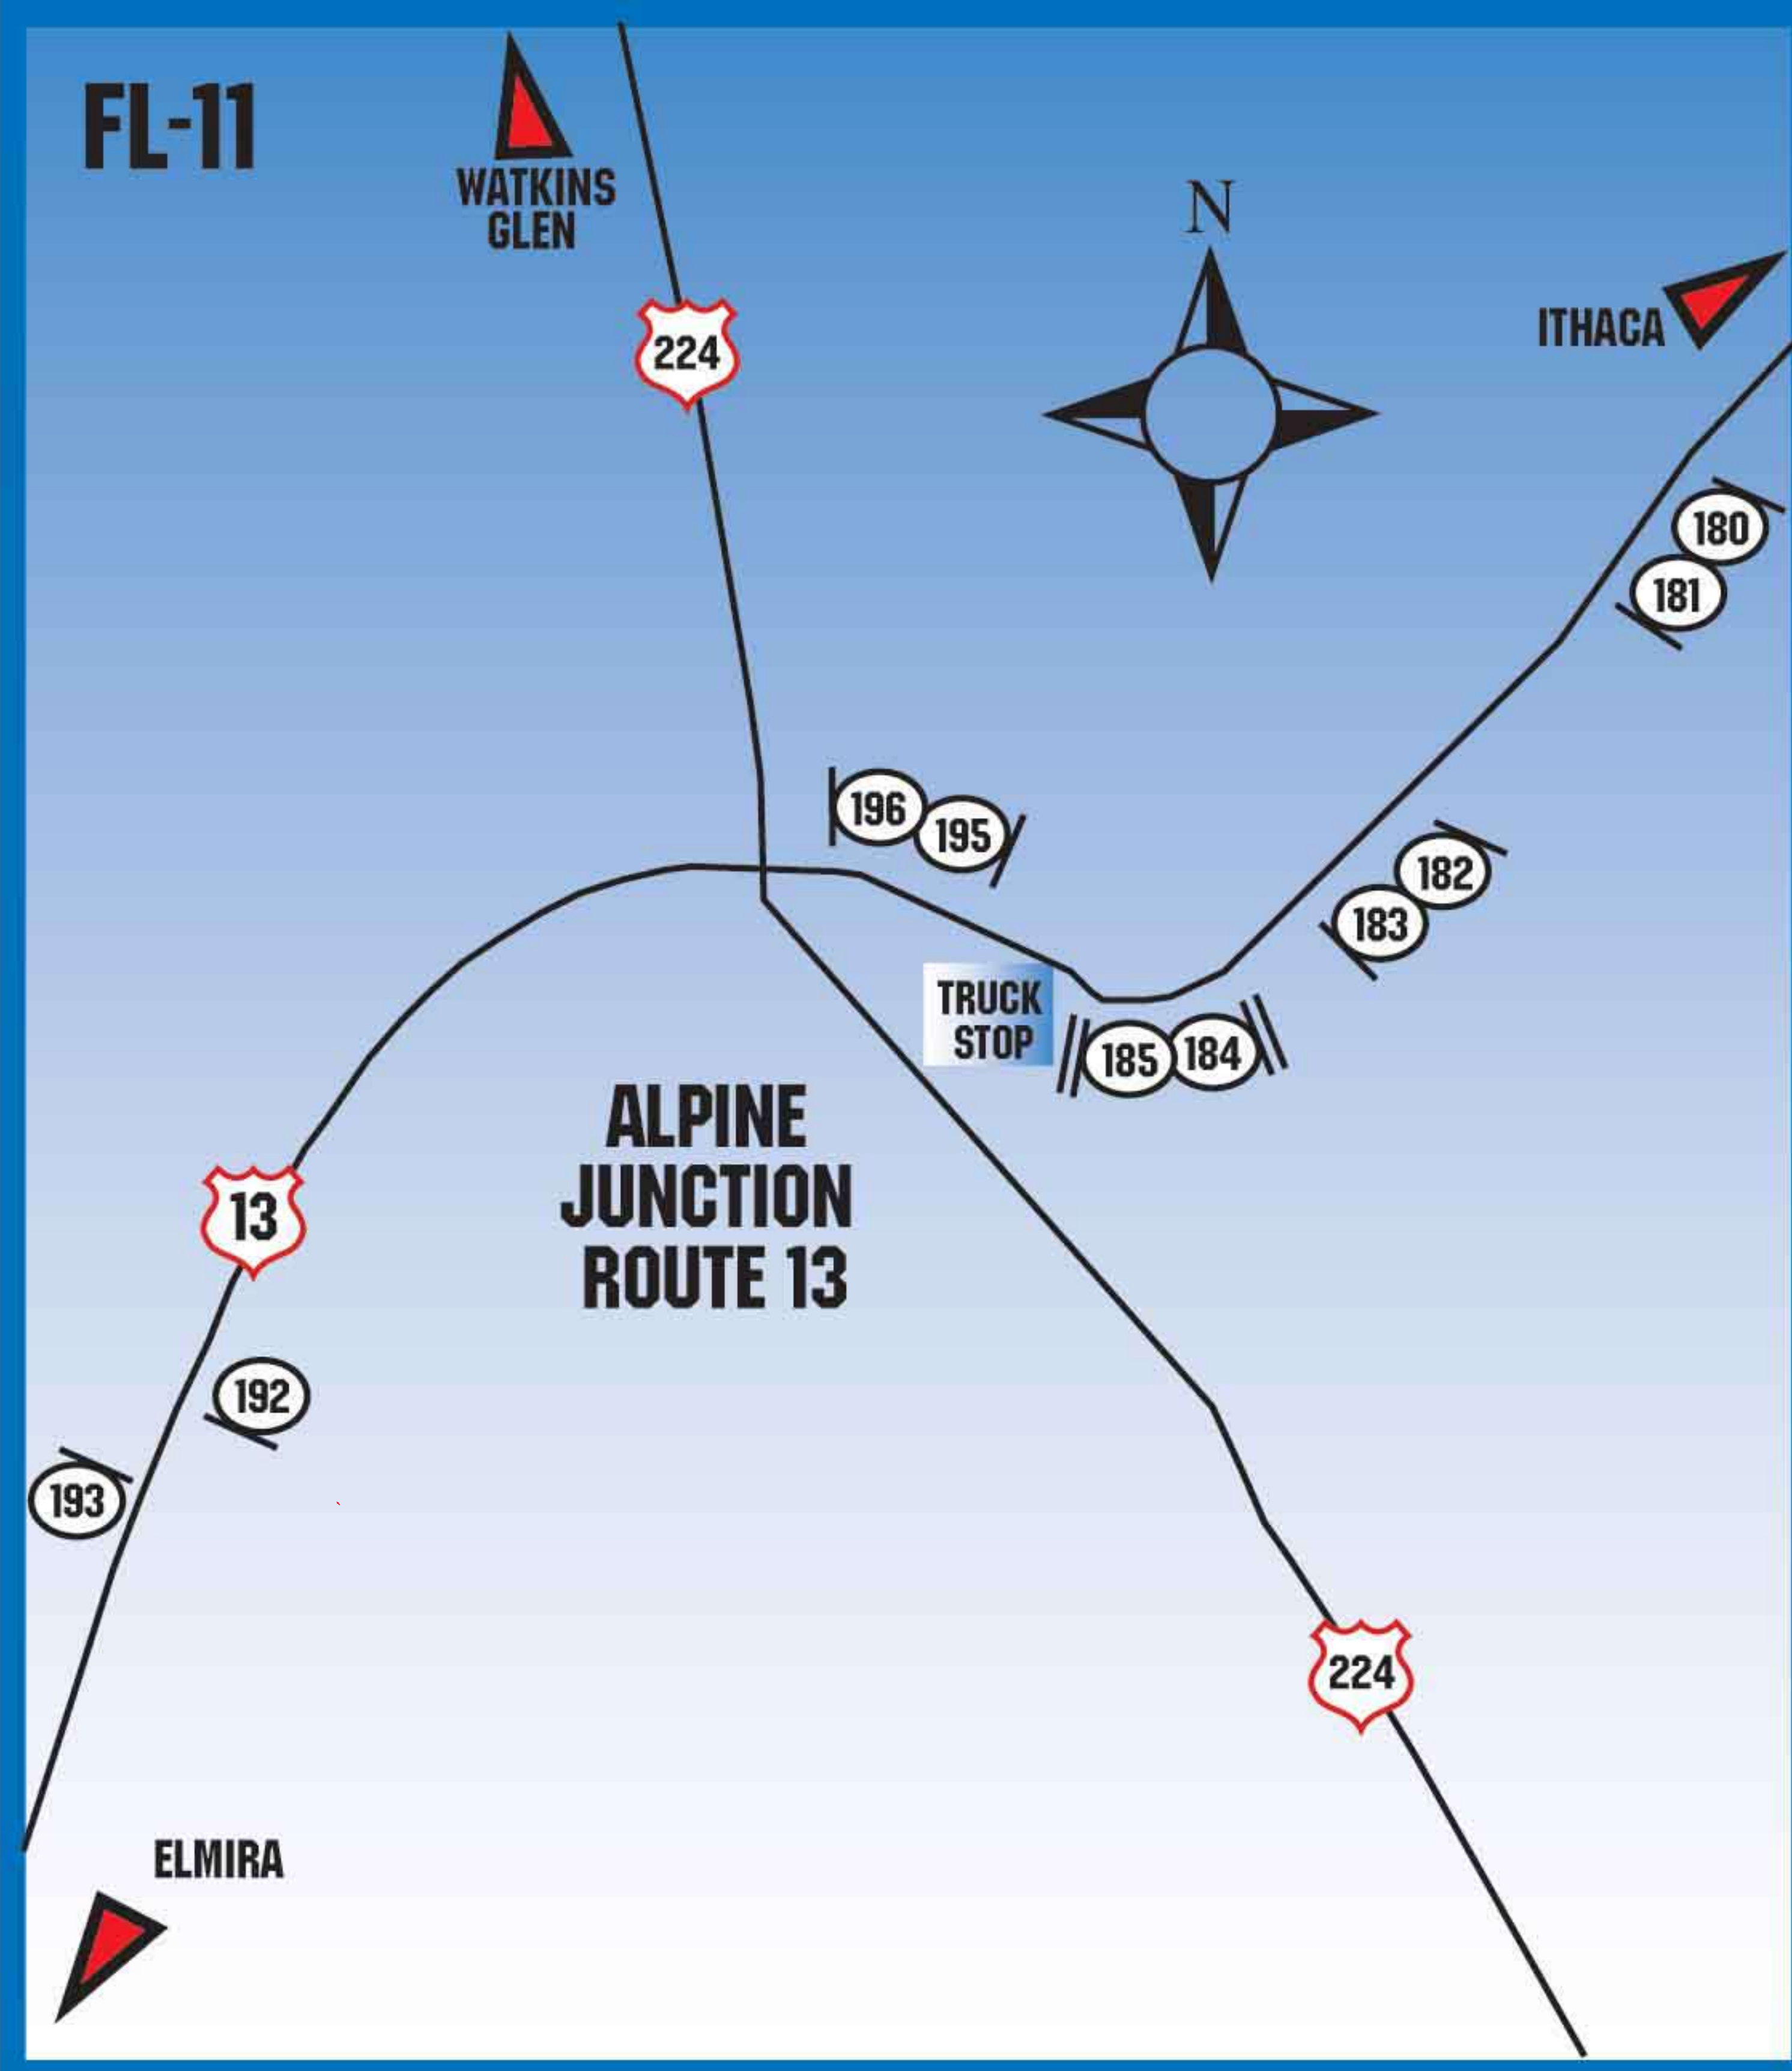 FL-11
WATKINS
GLEN
N
ITHACA
224
180
181
196
195
182
183
TRUCK
STOP
185
184
ALPINE
JUNCTION
ROUTE 13
13
192
193
224
ELMIRA